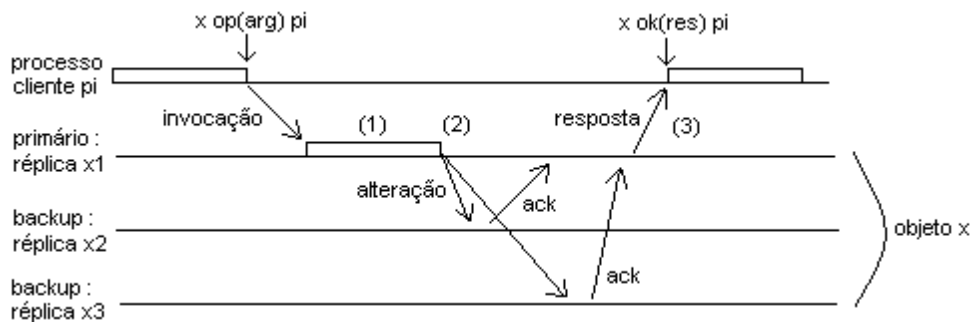 x op(arg) pi
x ok(res) pi
processo
cliente pi
invocação
(1)
(2)
resposta
(3)
primário :
réplica x1
alteração
ack
backup :
réplica x2
objeto x
ack
backup :
réplica x3